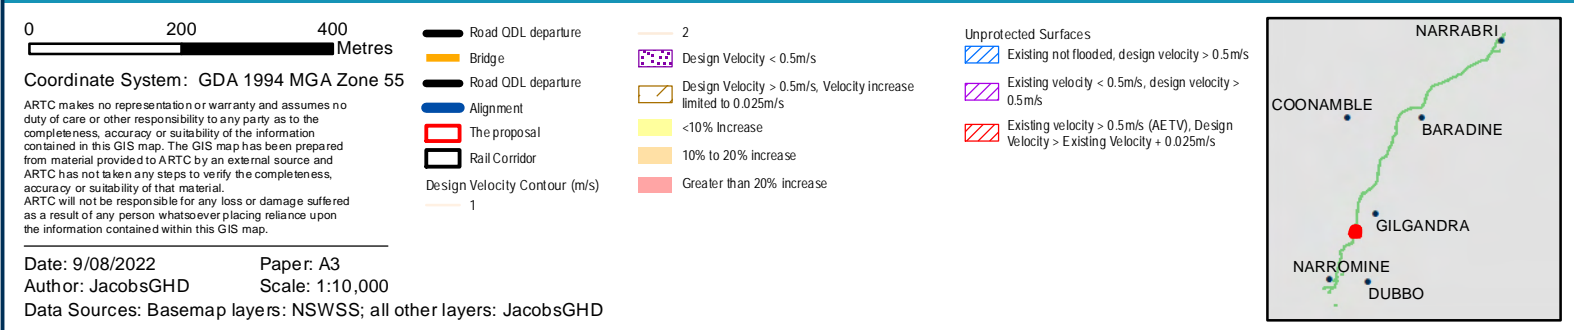 0 200 400
Metres
Coordinate System: GDA 1994 MGA Zone 55
ARTC makes no representation or warranty and assumes no
duty of care or other responsibility to any party as to the
completeness, accuracy or suitability of the information
contained in this GIS map. The GIS map has been prepared
from material provided to ARTC by an external source and
ARTC has not taken any steps to verify the completeness,
accuracy or suitability of that material.
ARTC will not be responsible for any loss or damage suffered
as a result of any person whatsoever placing reliance upon
the information contained within this GIS map.
Date: 9/08/2022 Paper: A3
Author: JacobsGHD Scale: 1:10,000
Data Sources: Basemap layers: NSWSS; all other layers: JacobsGHD
Road QDL departure
Bridge
Road QDL departure
Alignment
The proposal
Rail Corridor
Design Velocity Contour (m/s)
1
2
Design Velocity < 0.5m/s
Design Velocity > 0.5m/s, Velocity increase
limited to 0.025m/s
<10% Increase
10% to 20% increase
Greater than 20% increase
Unprotected Surfaces
Existing not flooded, design velocity > 0.5m/s
Existing velocity < 0.5m/s, design velocity >
0.5m/s
Existing velocity > 0.5m/s (AETV), Design
Velocity > Existing Velocity + 0.025m/s
NARRABRI
COONAMBLE
BARADINE
GILGANDRA
NARROMINE
DUBBO